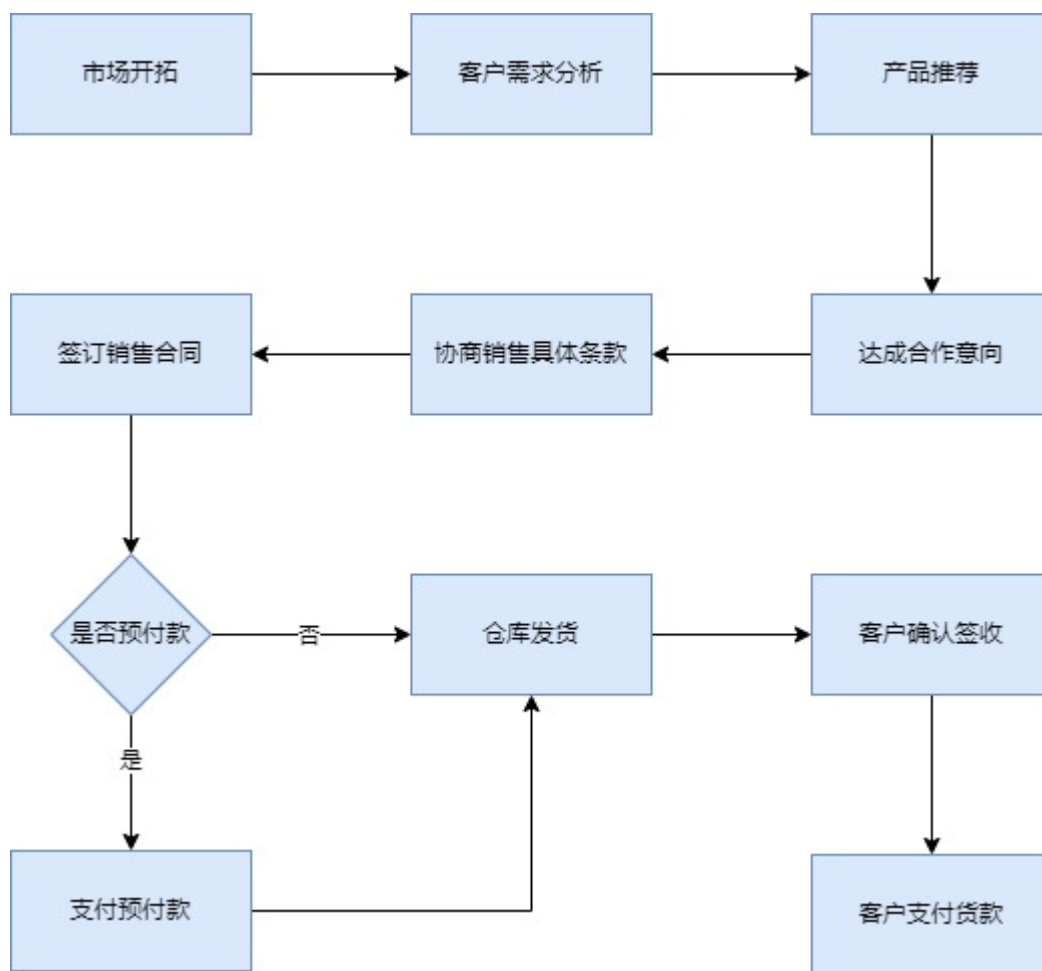 市场开拓
客户需求分析
产品推荐
签订销售合同
协商销售具体条款
达成合作意向
是否预付款
否
仓库发货
客户确认签收
是
支付预付款
客户支付货款